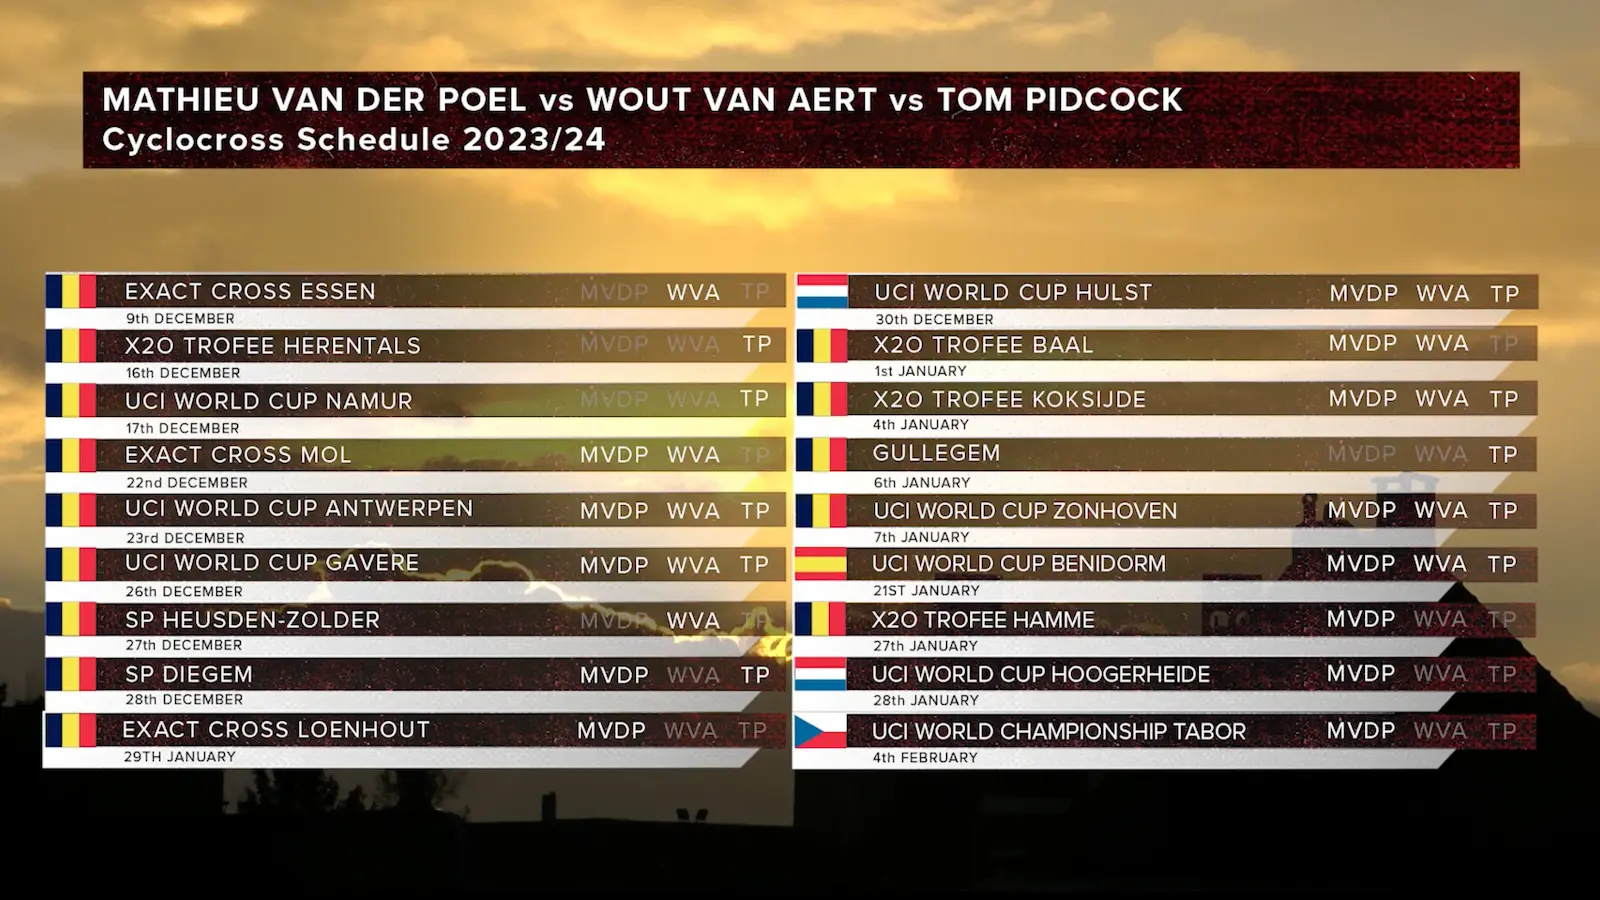 MATHIEU VAN DER POEL vs WOUT VAN AERT vs TOM PIDCOCK
Cyclocross Schedule 2023/24
EXACT CROSS ESSEN MVDP WVA TP
9th DECEMBER
X2O TROFEE HERENTALS MVDP WVA TP
16th DECEMBER
UCI WORLD CUP NAMUR MVDP WVA TP
17th DECEMBER
EXACT CROSS MOL MVDP WVA TP
22nd DECEMBER
UCI WORLD CUP ANTWERPEN MVDP WVA TP
23rd DECEMBER
UCI WORLD CUP GAVERE MVDP WVA TP
26th DECEMBER
SP HEUSDEN-ZOLDER MVDP WVA TP
27th DECEMBER
SP DIEGEM MVDP WVA TP
28th DECEMBER
EXACT CROSS LOENHOUT MVDP WVA TP
29TH JANUARY
UCI WORLD CUP HULST MVDP WVA TP
30th DECEMBER
X2O TROFEE BAAL MVDP WVA TP
1st JANUARY
X2O TROFEE KOKSIJDE MVDP WVA TP
4th JANUARY
GULLEGEM MVDP WVA TP
6th JANUARY
UCI WORLD CUP ZONHOVEN MVDP WVA TP
7th JANUARY
UCI WORLD CUP BENIDORM MVDP WVA TP
21ST JANUARY
X2O TROFEE HAMME MVDP WVA TP
27th JANUARY
UCI WORLD CUP HOOGERHEIDE MVDP WVA TP
28th JANUARY
UCI WORLD CHAMPIONSHIP TABOR MVDP WVA TP
4th FEBRUARY